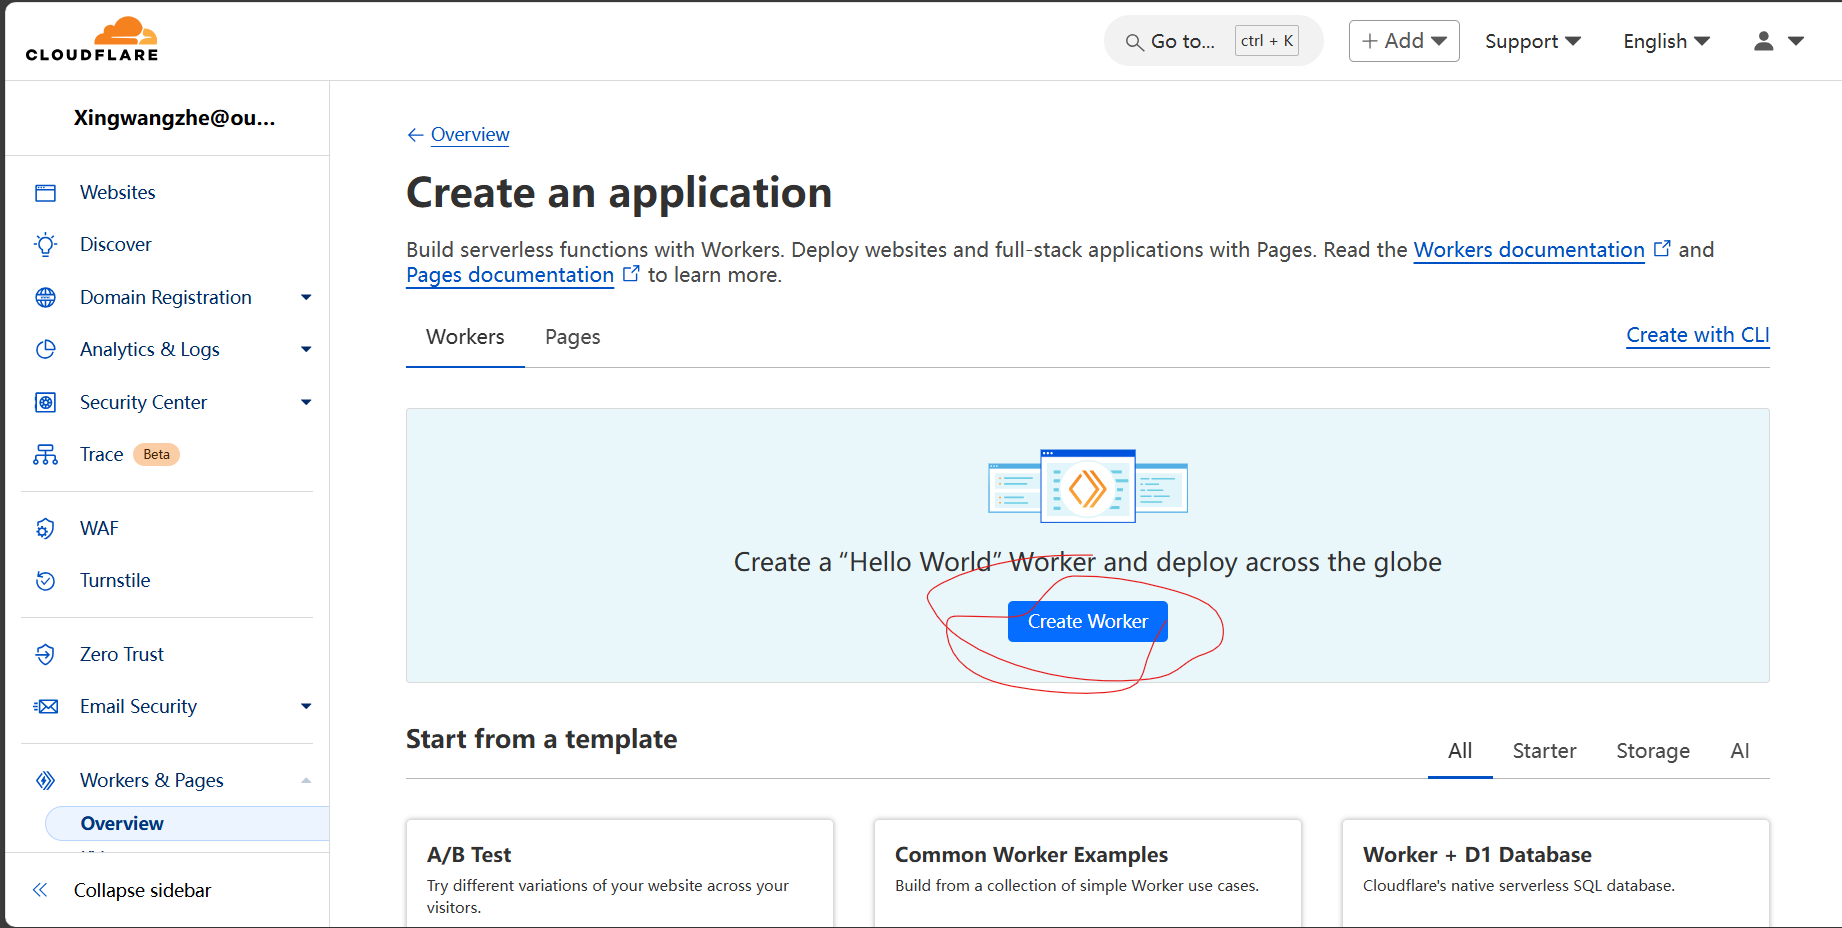 CLOUDFLARE
Go to...
ctrl + K
+ Add
Support
English
Xingwangzhe@ou...
Websites
Discover
Domain Registration
Analytics & Logs
Security Center
Trace Beta
WAF
Turnstile
Zero Trust
Email Security
Workers & Pages
Overview
Collapse sidebar
← Overview
Create an application
Build serverless functions with Workers. Deploy websites and full-stack applications with Pages. Read the Workers documentation and
Pages documentation to learn more.
Workers
Pages
Create with CLI
Create a “Hello World” Worker and deploy across the globe
Create Worker
Start from a template
All
Starter
Storage
AI
A/B Test
Try different variations of your website across your
visitors.
Common Worker Examples
Build from a collection of simple Worker use cases.
Worker + D1 Database
Cloudflare's native serverless SQL database.